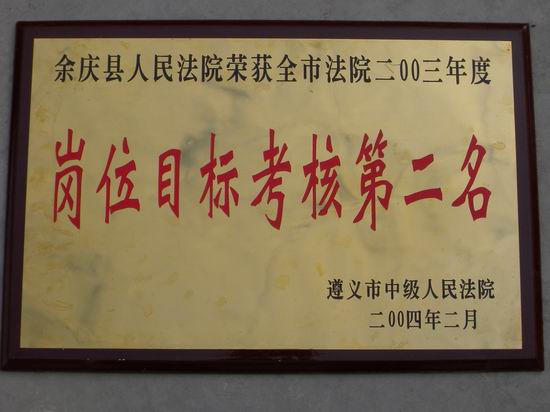 余庆县人民法院荣获全市法院二00三年度
岗位目标考核第二名
遵义市中级人民法院
二00四年二月